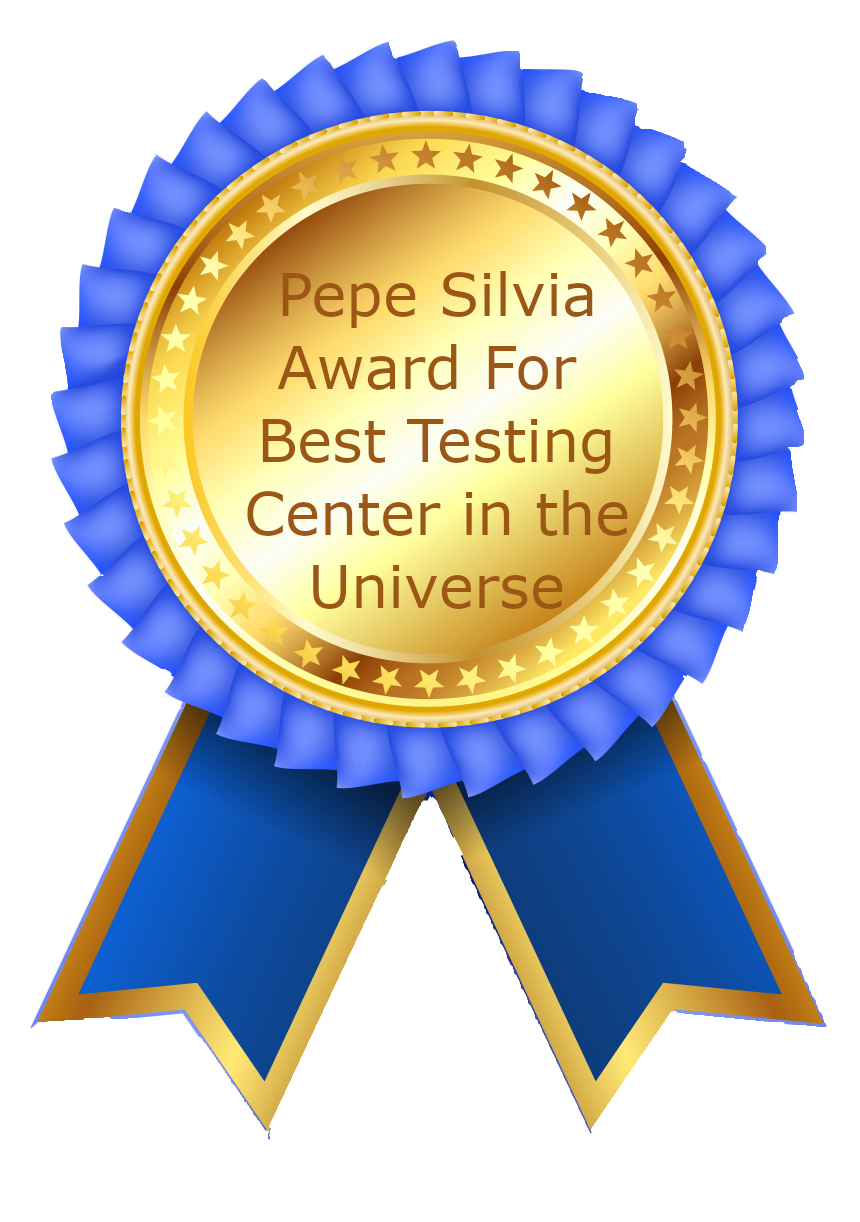 Pepe Silvia
Award For
Best Testing
Center in the
Universe